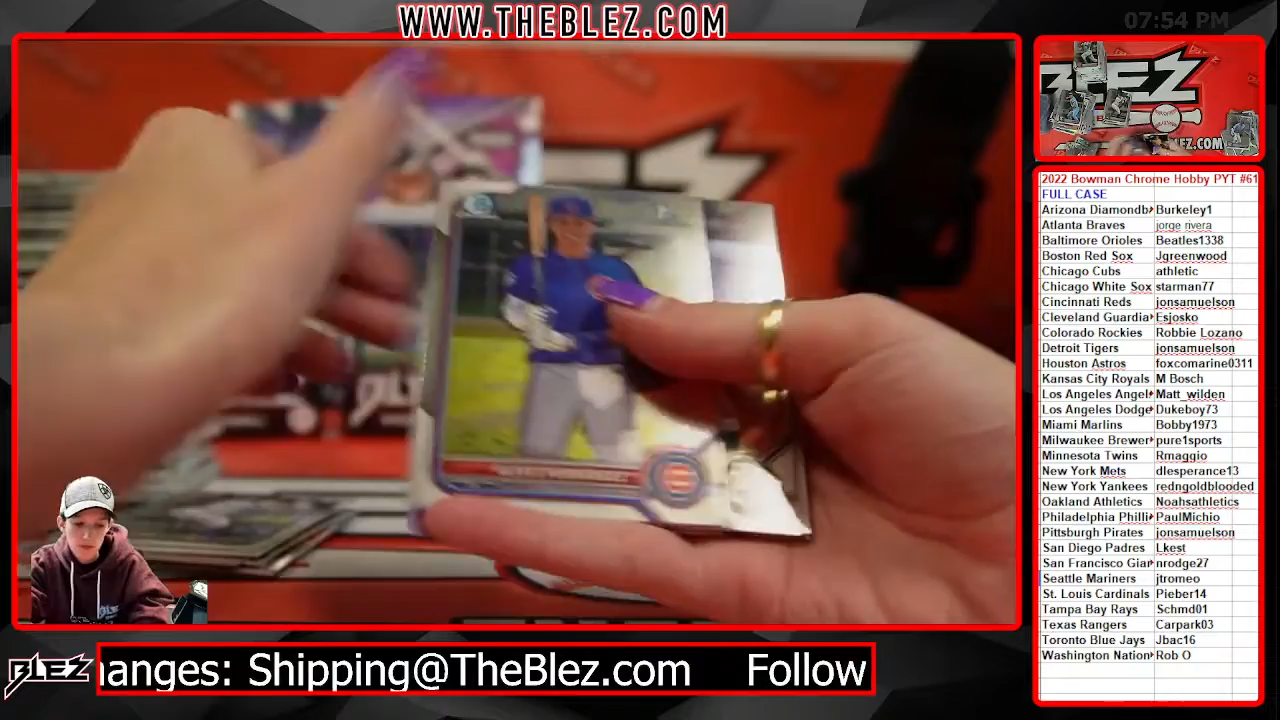 WWW.THEBLEZ.COM
07:54 PM
BLEZ
BLEZ.COM
2022 Bowman Chrome Hobby PYT #61
FULL CASE
Arizona Diamondb Burkeley1
Atlanta Braves jorge rivera
Baltimore Orioles Beatles1338
Boston Red Sox Jgreenwood
Chicago Cubs athletic
Chicago White Sox starman77
Cincinnati Reds jonsamuelson
Cleveland Guardia Esjosko
Colorado Rockies Robbie Lozano
Detroit Tigers jonsamuelson
Houston Astros foxcomarine0311
Kansas City Royals M Bosch
Los Angeles Angel Matt_wilden
Los Angeles Dodge Dukeboy73
Miami Marlins Bobby1973
Milwaukee Brewer pure1sports
Minnesota Twins Rmaggio
New York Mets dlesperance13
New York Yankees redngoldblooded
Oakland Athletics Noahsathletics
Philadelphia Philli PaulMichio
Pittsburgh Pirates jonsamuelson
San Diego Padres Lkest
San Francisco Giar nrodge27
Seattle Mariners jtromeo
St. Louis Cardinals Pieber14
Tampa Bay Rays Schmd01
Texas Rangers Carpark03
Toronto Blue Jays Jbac16
Washington Nation Rob O
BLEZ
anges: Shipping@TheBlez.com Follow